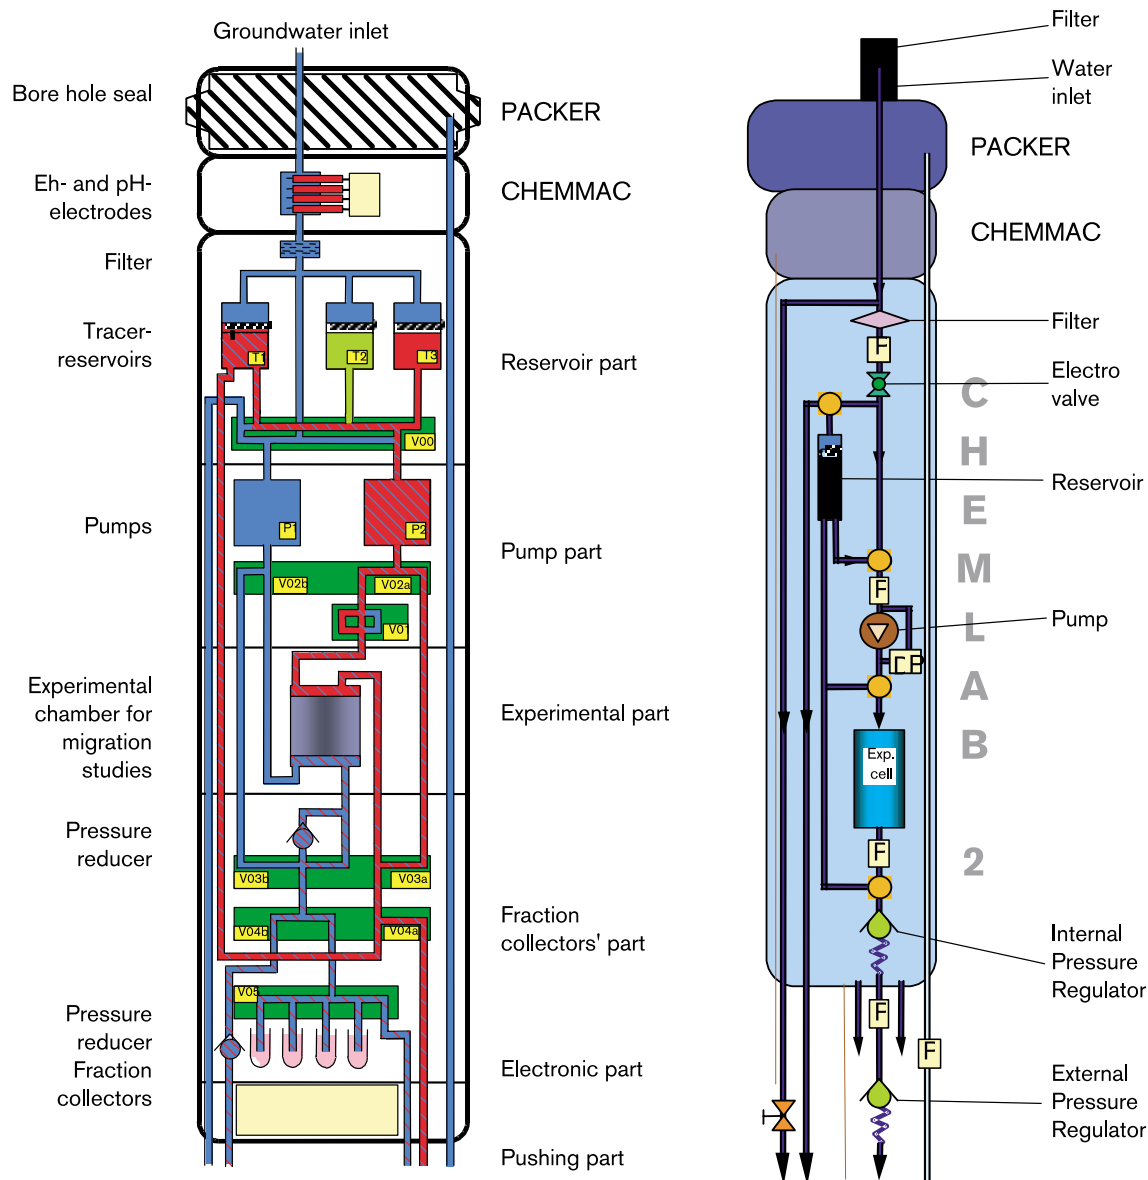 Groundwater inlet
Bore hole seal
PACKER
Eh- and pH-
electrodes
CHEMMAC
Filter
Tracer-
reservoirs
T1
T2
T3
Reservoir part
V00
Pumps
P1
P2
Pump part
V02b
V02a
V01
Experimental
chamber for
migration
studies
Experimental part
Pressure
reducer
V03b
V03a
Fraction
collectors' part
V04b
V04a
V05
Pressure
reducer
Fraction
collectors
Electronic part
Pushing part
Filter
Water
inlet
PACKER
CHEMMAC
Filter
F
Electro
valve
C
H
E
M
L
A
B
2
Reservoir
F
Pump
Exp.
cell
F
Internal
Pressure
Regulator
F
F
External
Pressure
Regulator